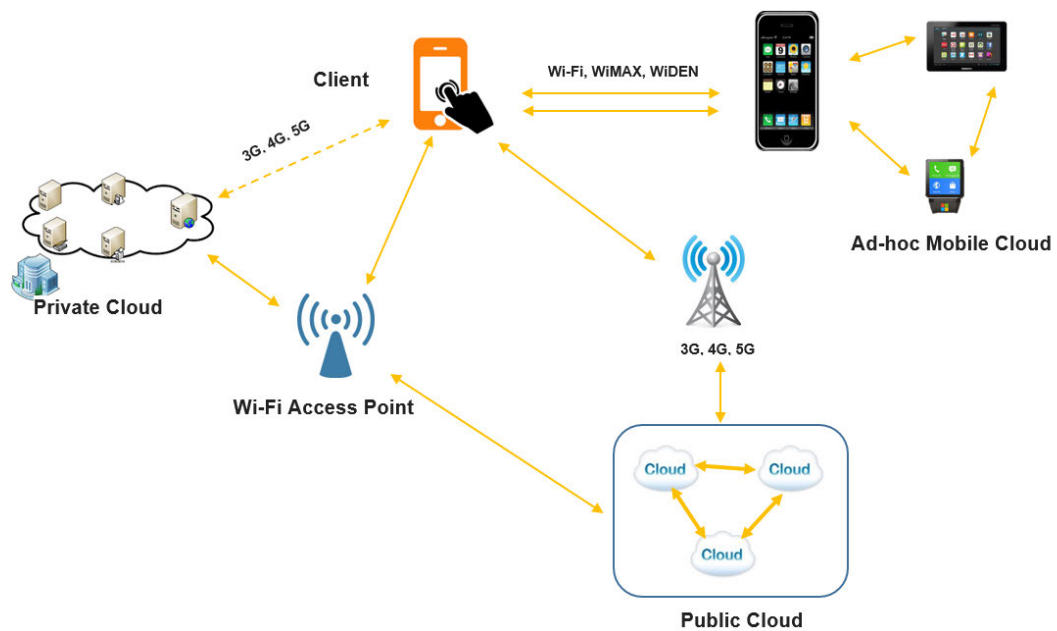 Client
Wi-Fi, WiMAX, WiDEN
3G, 4G, 5G
Ad-hoc Mobile Cloud
Private Cloud
3G, 4G, 5G
Wi-Fi Access Point
Cloud
Cloud
Cloud
Public Cloud